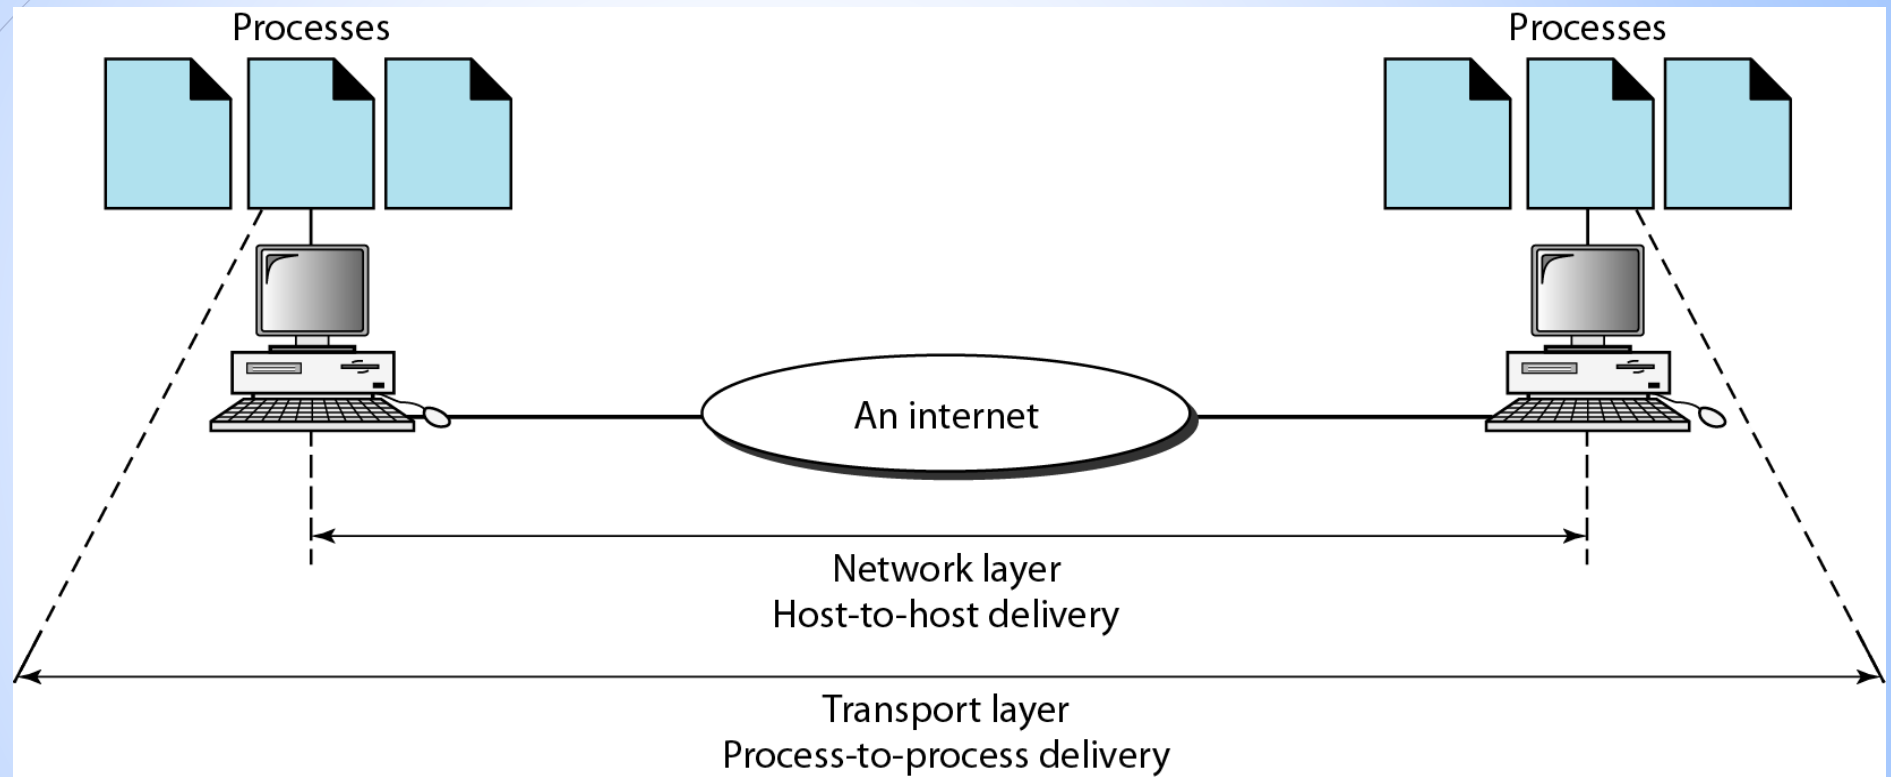 Processes
Processes
An internet
Network layer
Host-to-host delivery
Transport layer
Process-to-process delivery